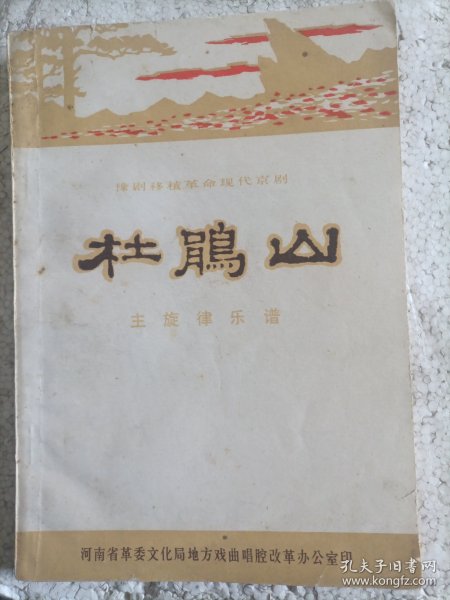 豫剧移植革命现代京剧
杜鹃山
主旋律乐谱
河南省革委文化局地方戏曲唱腔改革办公室印
孔夫子旧书网
www.kongfz.com